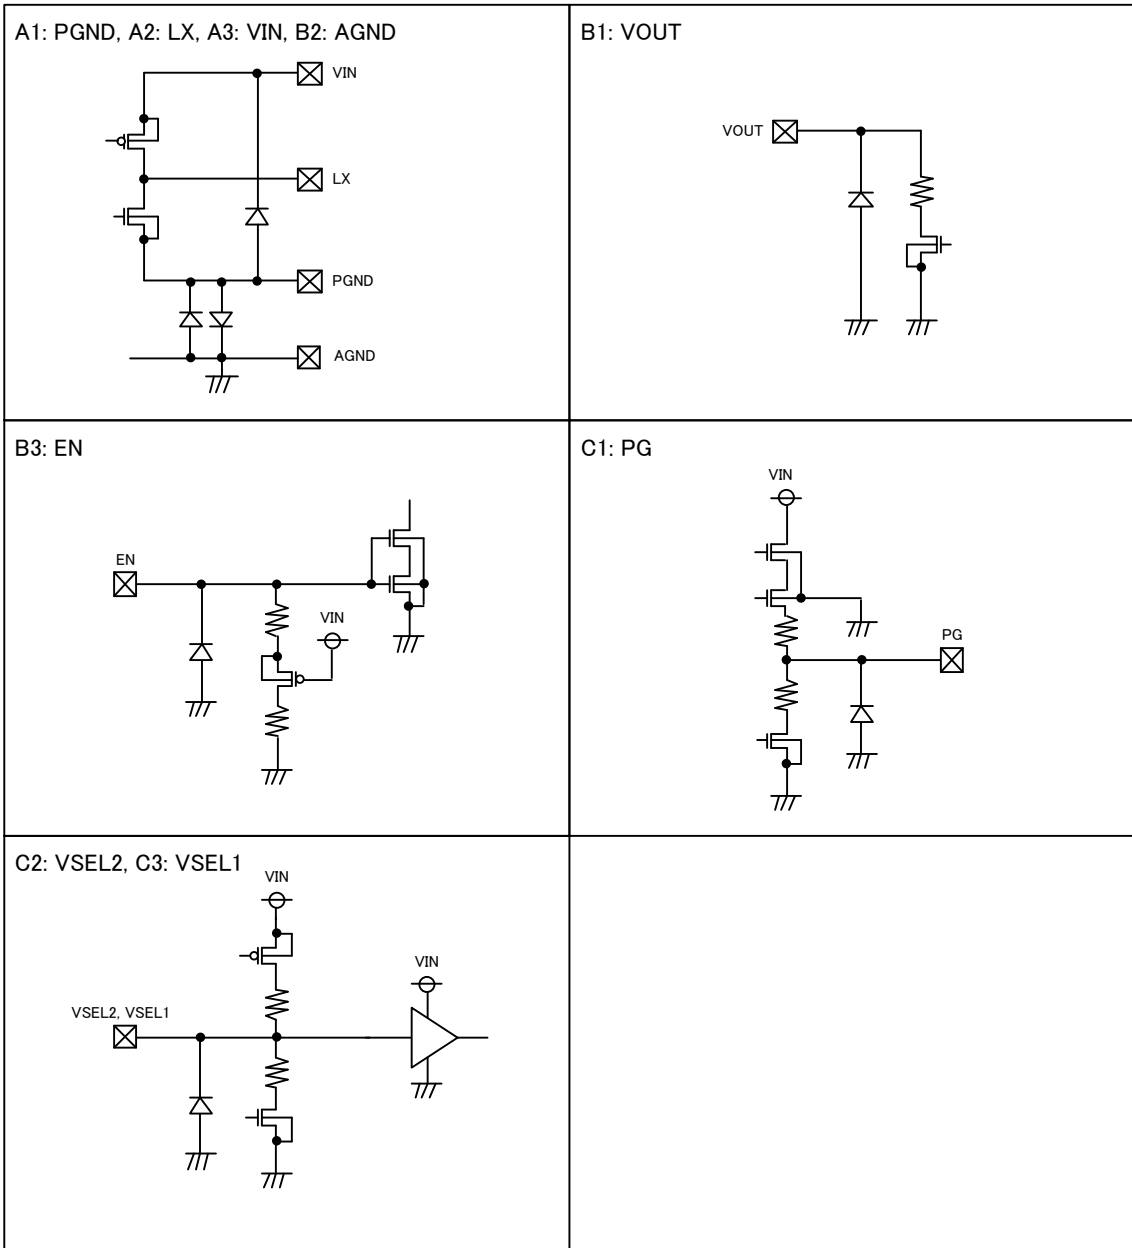 A1: PGND, A2: LX, A3: VIN, B2: AGND
VIN
LX
PGND
AGND
B1: VOUT
VOUT
B3: EN
EN
VIN
C1: PG
VIN
PG
C2: VSEL2, C3: VSEL1
VIN
VIN
VSEL2, VSEL1